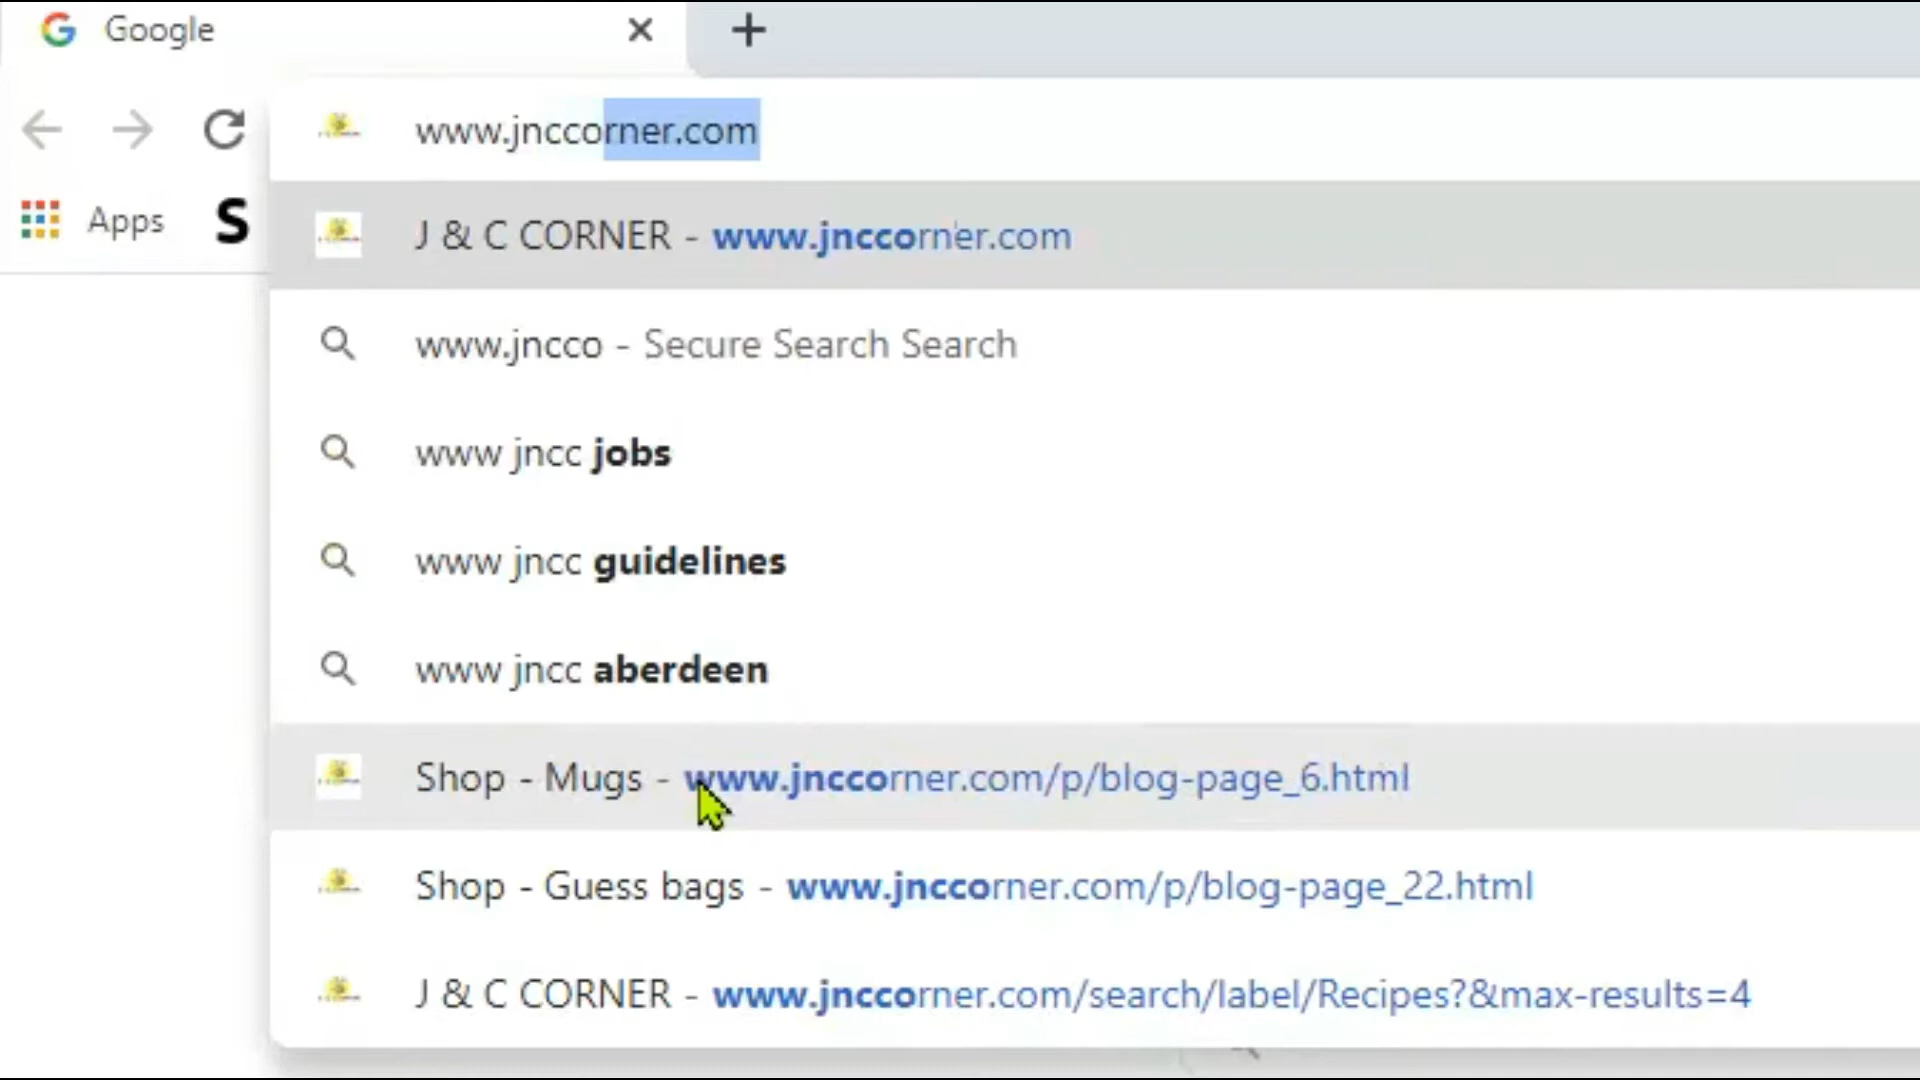 Google
www.jnccorner.com
Apps S
J & C CORNER - www.jnccorner.com
www.jncco - Secure Search Search
www jncc jobs
www jncc guidelines
www jncc aberdeen
Shop - Mugs - www.jnccorner.com/p/blog-page_6.html
Shop - Guess bags - www.jnccorner.com/p/blog-page_22.html
J & C CORNER - www.jnccorner.com/search/label/Recipes?&max-results=4